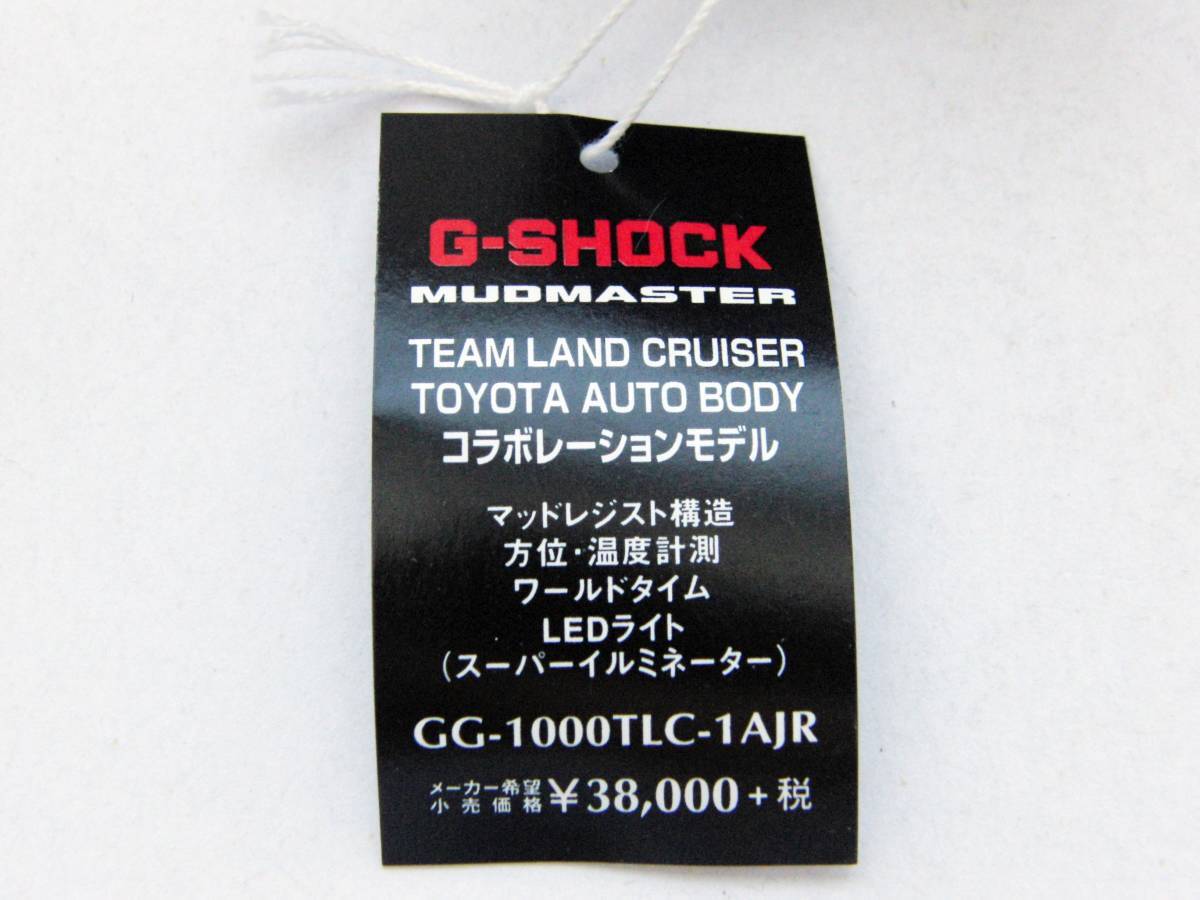 G-SHOCK
MUDMASTER
TEAM LAND CRUISER
TOYOTA AUTO BODY
コラボレーションモデル
マッドレジスト構造
方位・温度計測
ワールドタイム
LEDライト
（スーパーイルミネーター）
GG-1000TLC-1AJR
メーカー希望
小売価格 ¥38,000+税